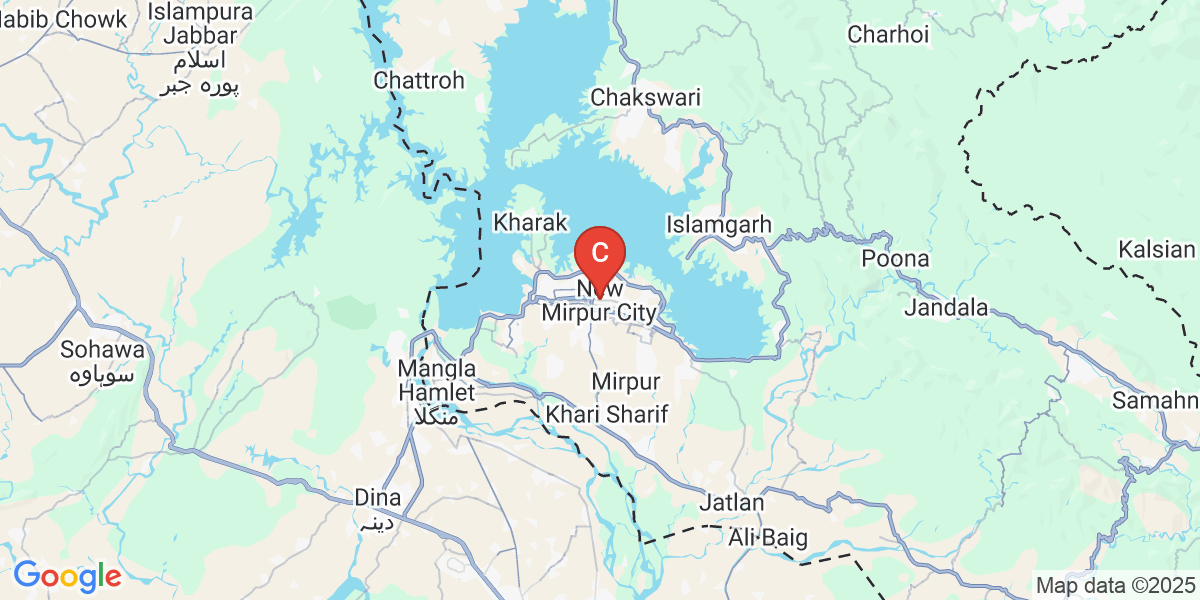 Habib Chowk
Islampura
Jabbar
اسلام
پورہ جبر
Charhoi
Chattroh
Chakswari
Kharak
Islamgarh
Kalsian
Poona
C
New
Mirpur City
Jandala
Sohawa
سوہاوہ
Mangla
Hamlet
منگلا
Mirpur
Khari Sharif
Samahn
Dina
دینہ
Jatlan
Ali Baig
Google
Map data ©2025